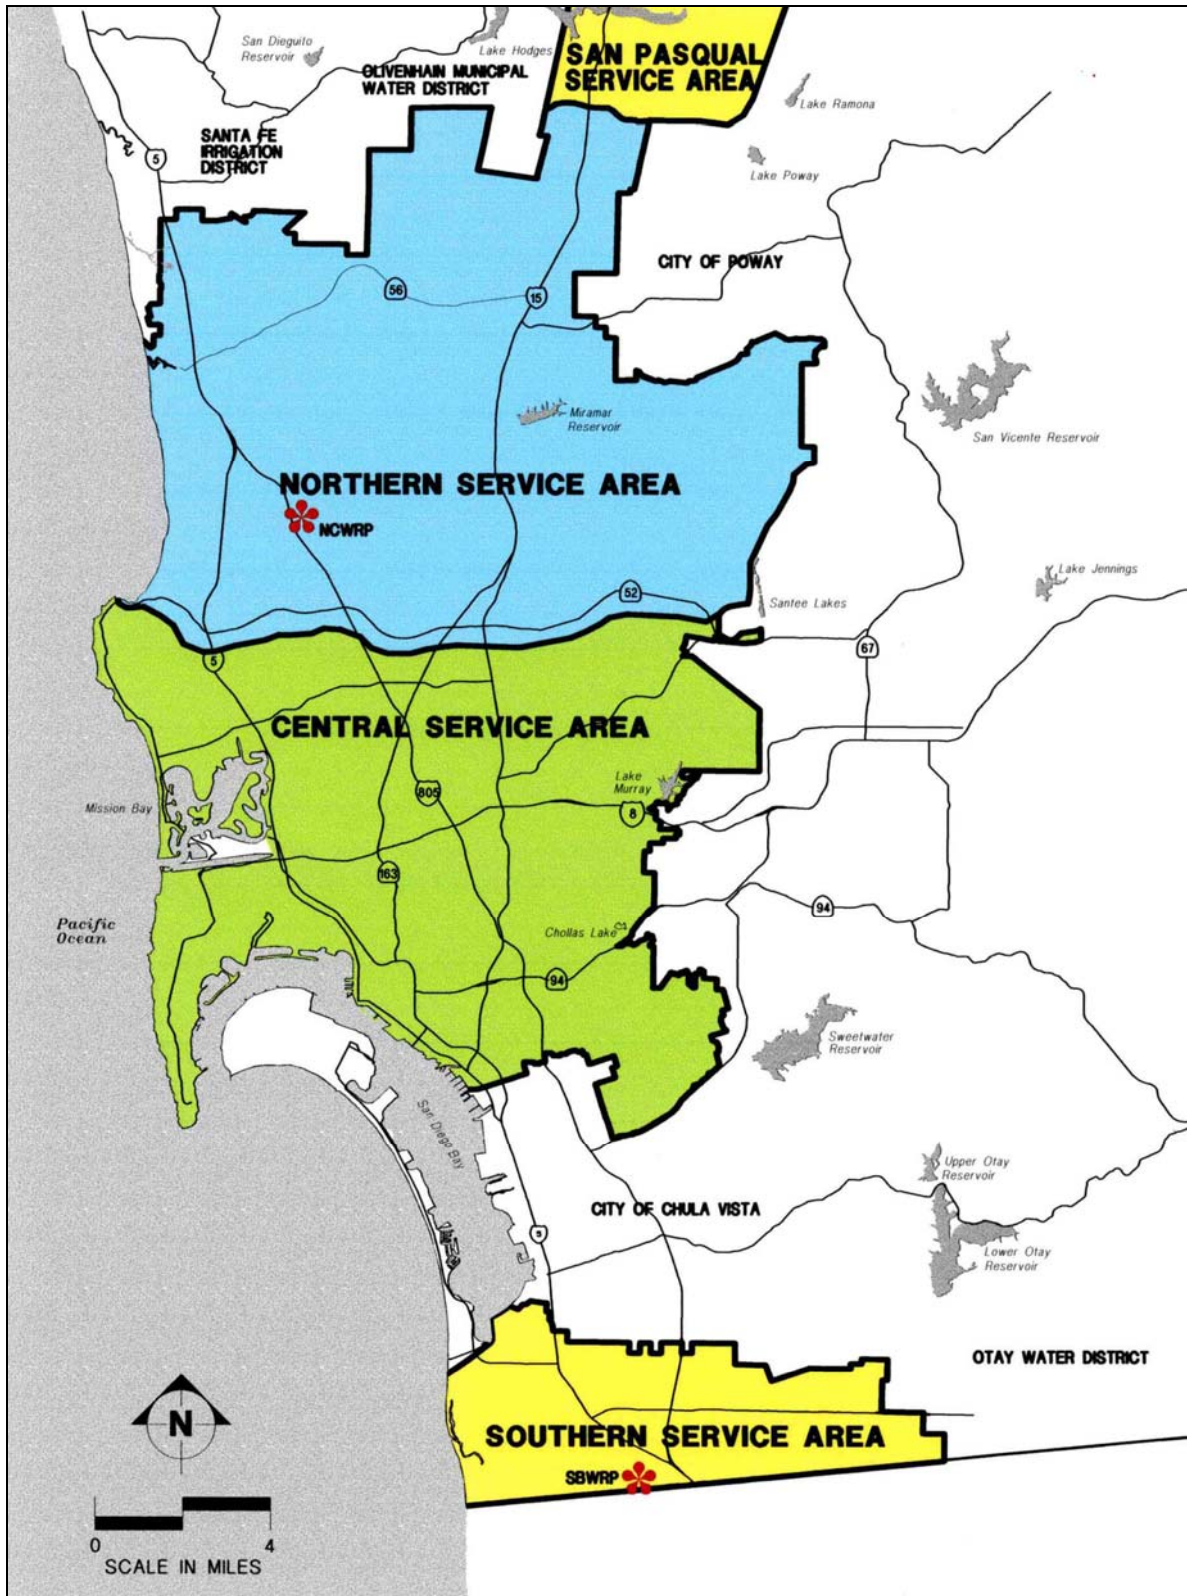 San Dieguito
Reservoir
Lake Hodges
SAN PASQUAL
SERVICE AREA
OLIVENHAIN MUNICIPAL
WATER DISTRICT
Lake Ramona
SANTA FE
IRRIGATION
DISTRICT
5
Lake Poway
CITY OF POWAY
56
15
Miramar
Reservoir
San Vicente Reservoir
NORTHERN SERVICE AREA
NCWRP
Lake Jennings
52
Santee Lakes
67
5
CENTRAL SERVICE AREA
Lake
Murray
805
Mission Bay
8
163
94
Pacific
Ocean
Chollas Lake
94
Sweetwater
Reservoir
San Diego Bay
Upper Otay
Reservoir
CITY OF CHULA VISTA
5
Lower Otay
Reservoir
OTAY WATER DISTRICT
N
SOUTHERN SERVICE AREA
SBWRP
0 4
SCALE IN MILES